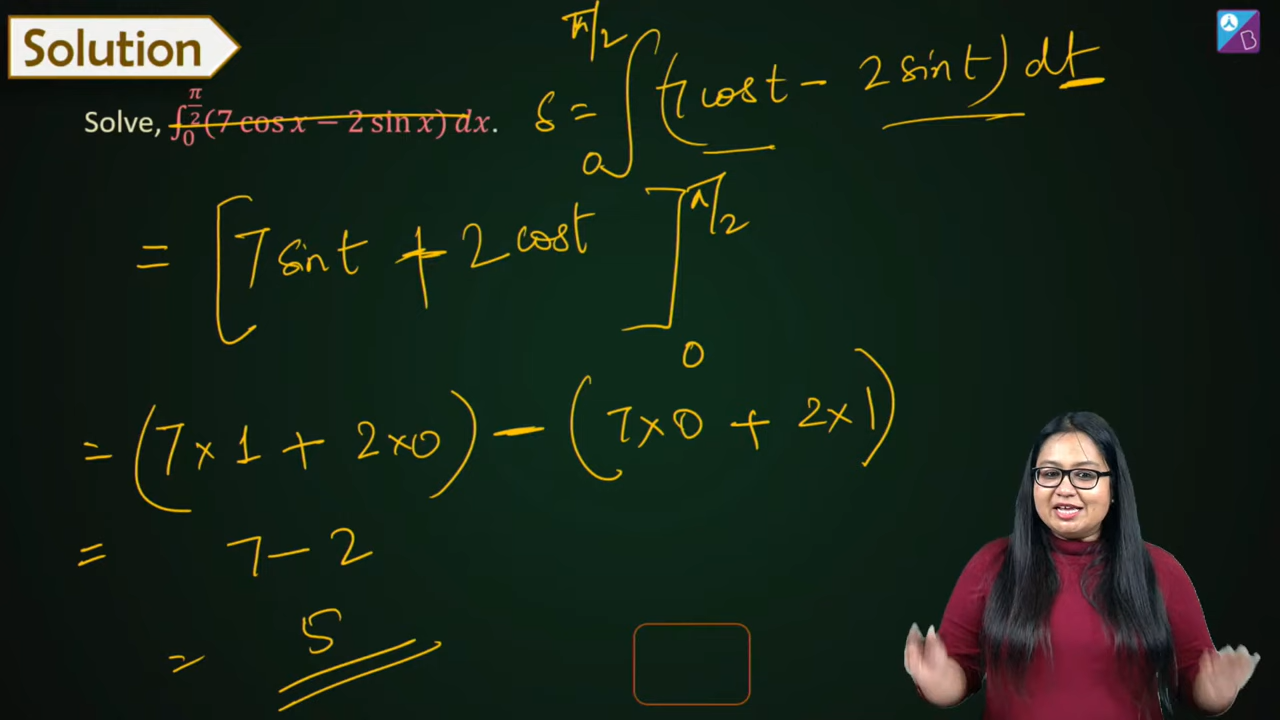 Solution
Solve, ∫₀^(π/2) (7 cos x − 2 sin x) dx.
s = ∫₀^(π/2) (7 cos t − 2 sin t) dt
= [7 sin t + 2 cos t]₀^(π/2)
= (7 × 1 + 2 × 0) − (7 × 0 + 2 × 1)
= 7 − 2
= 5
B